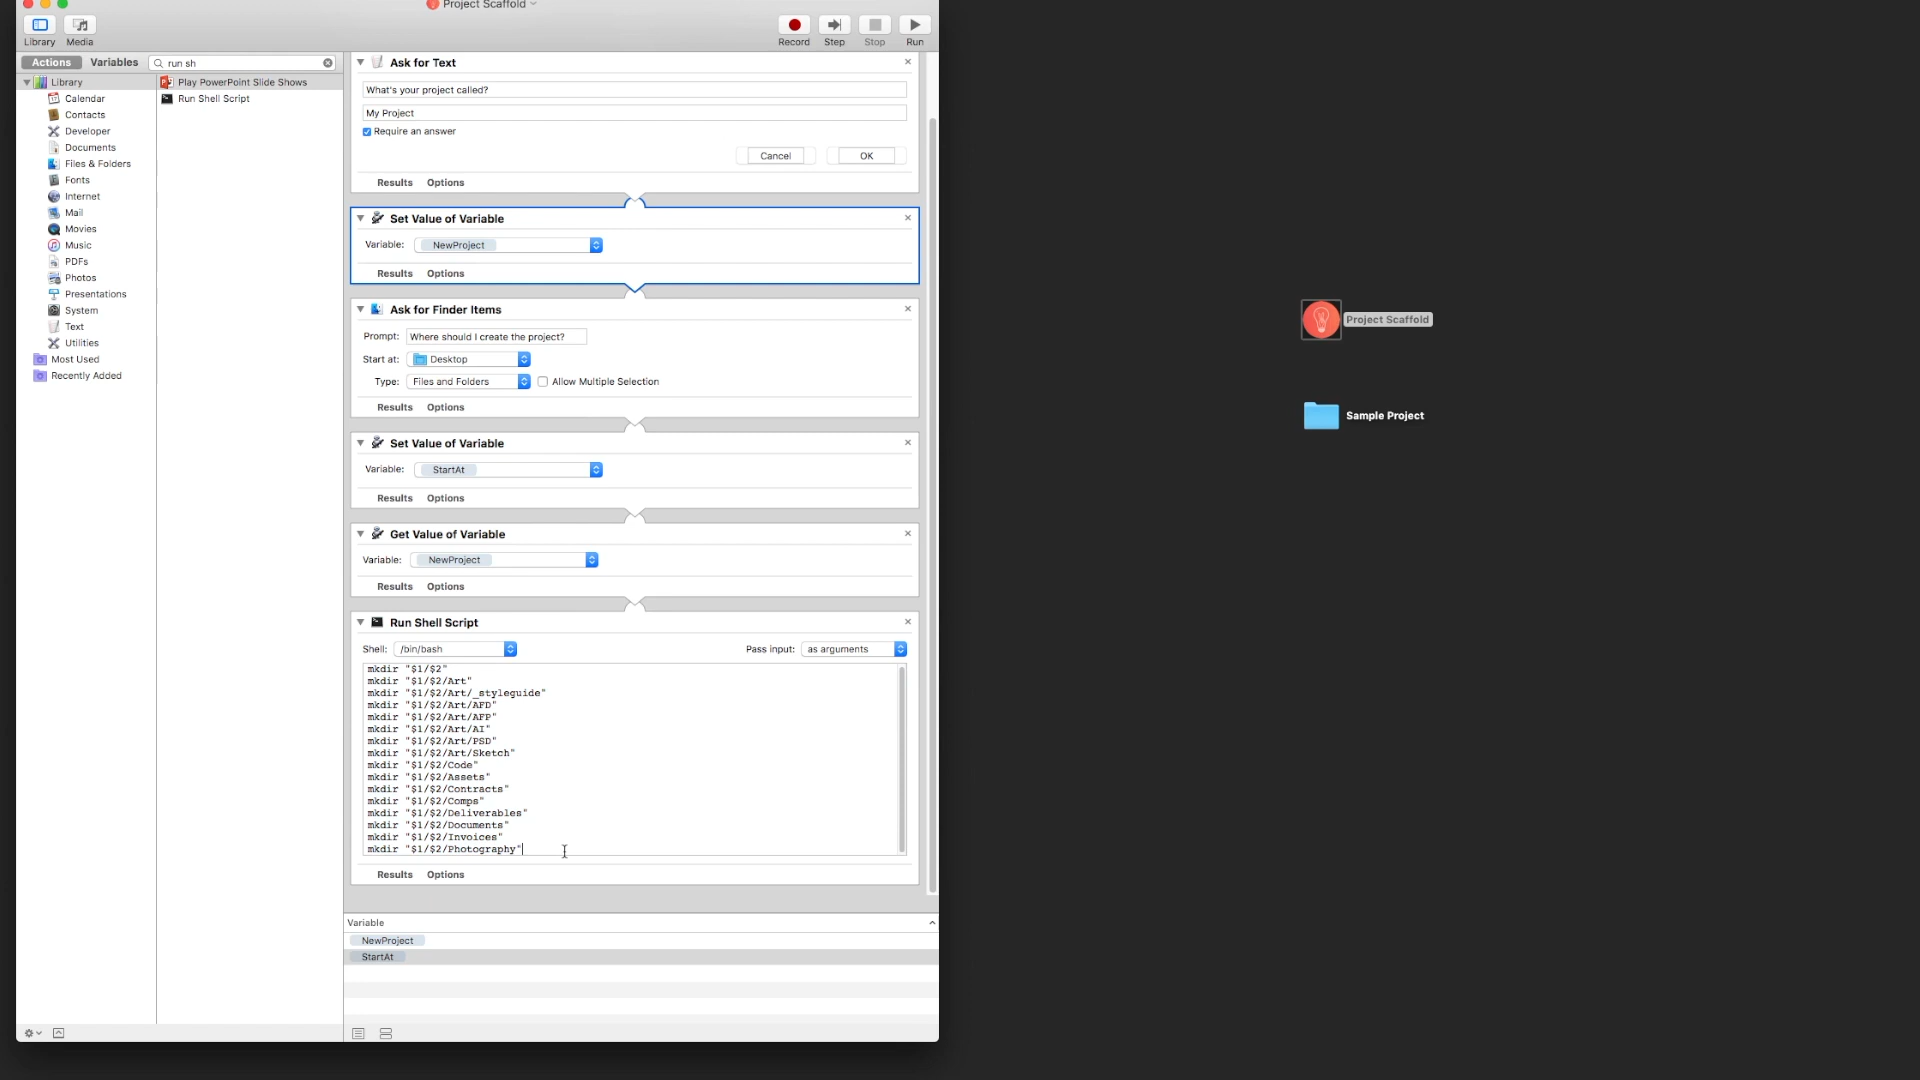 Project Scaffold
Library
Media
Record
Step
Stop
Run
Actions
Variables
run sh
Library
Calendar
Contacts
Developer
Documents
Files & Folders
Fonts
Internet
Mail
Movies
Music
PDFs
Photos
Presentations
System
Text
Utilities
Most Used
Recently Added
Play PowerPoint Slide Shows
Run Shell Script
Ask for Text
What's your project called?
My Project
Require an answer
Cancel
OK
Results Options
Set Value of Variable
Variable: NewProject
Results Options
Ask for Finder Items
Prompt: Where should I create the project?
Start at: Desktop
Type: Files and Folders Allow Multiple Selection
Results Options
Set Value of Variable
Variable: StartAt
Results Options
Get Value of Variable
Variable: NewProject
Results Options
Run Shell Script
Shell: /bin/bash Pass input: as arguments
mkdir "$1/$2"
mkdir "$1/$2/Art"
mkdir "$1/$2/Art/_styleguide"
mkdir "$1/$2/Art/AFD"
mkdir "$1/$2/Art/AFP"
mkdir "$1/$2/Art/AI"
mkdir "$1/$2/Art/PSD"
mkdir "$1/$2/Art/Sketch"
mkdir "$1/$2/Code"
mkdir "$1/$2/Assets"
mkdir "$1/$2/Contracts"
mkdir "$1/$2/Comps"
mkdir "$1/$2/Deliverables"
mkdir "$1/$2/Documents"
mkdir "$1/$2/Invoices"
mkdir "$1/$2/Photography"
Results Options
Variable
NewProject
StartAt
Project Scaffold
Sample Project